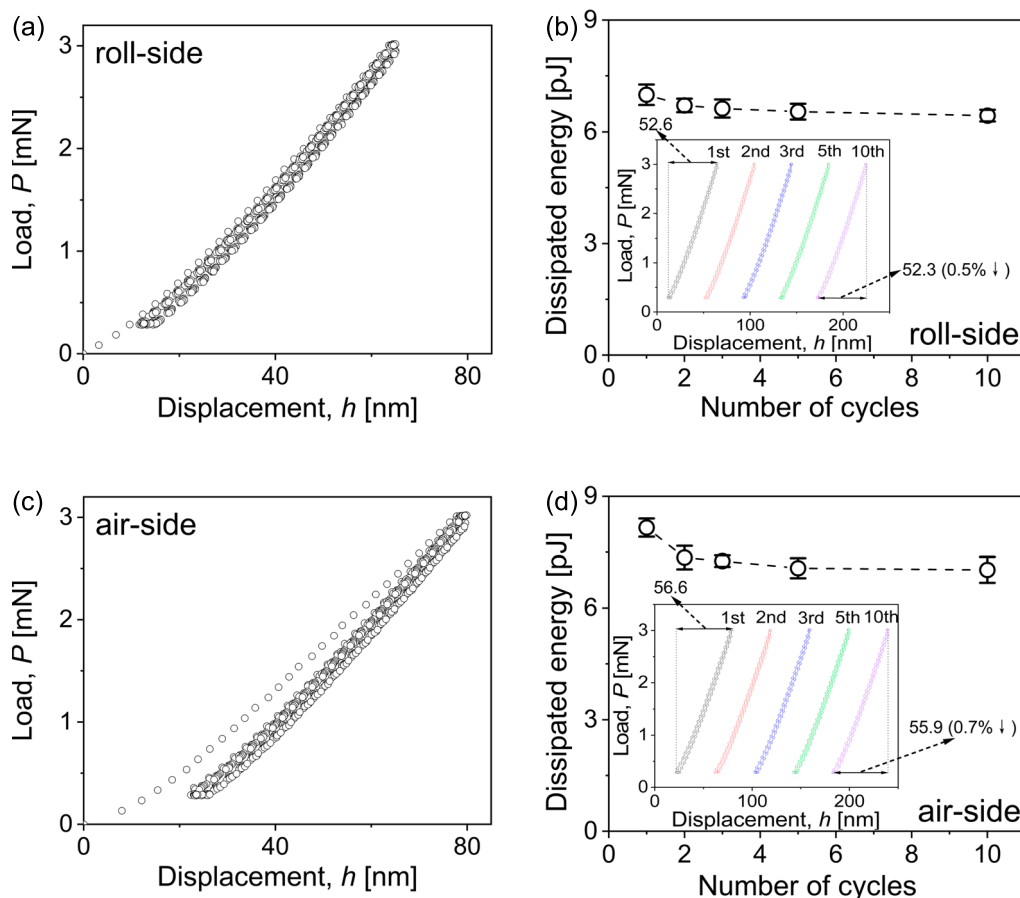 (a)
roll-side
Load, P [mN]
3
2
1
0
0 40 80
Displacement, h [nm]
(b)
Dissipated energy [pJ]
9
6
3
0
52.6
1st 2nd 3rd 5th 10th
Load, P [mN]
3
2
1
0
0 100 200
Displacement, h [nm]
52.3 (0.5% ↓)
roll-side
0 2 4 6 8 10
Number of cycles
(c)
air-side
Load, P [mN]
3
2
1
0
0 40 80
Displacement, h [nm]
(d)
Dissipated energy [pJ]
9
6
3
0
56.6
1st 2nd 3rd 5th 10th
Load, P [mN]
3
2
1
0
0 100 200
Displacement, h [nm]
55.9 (0.7% ↓)
air-side
0 2 4 6 8 10
Number of cycles